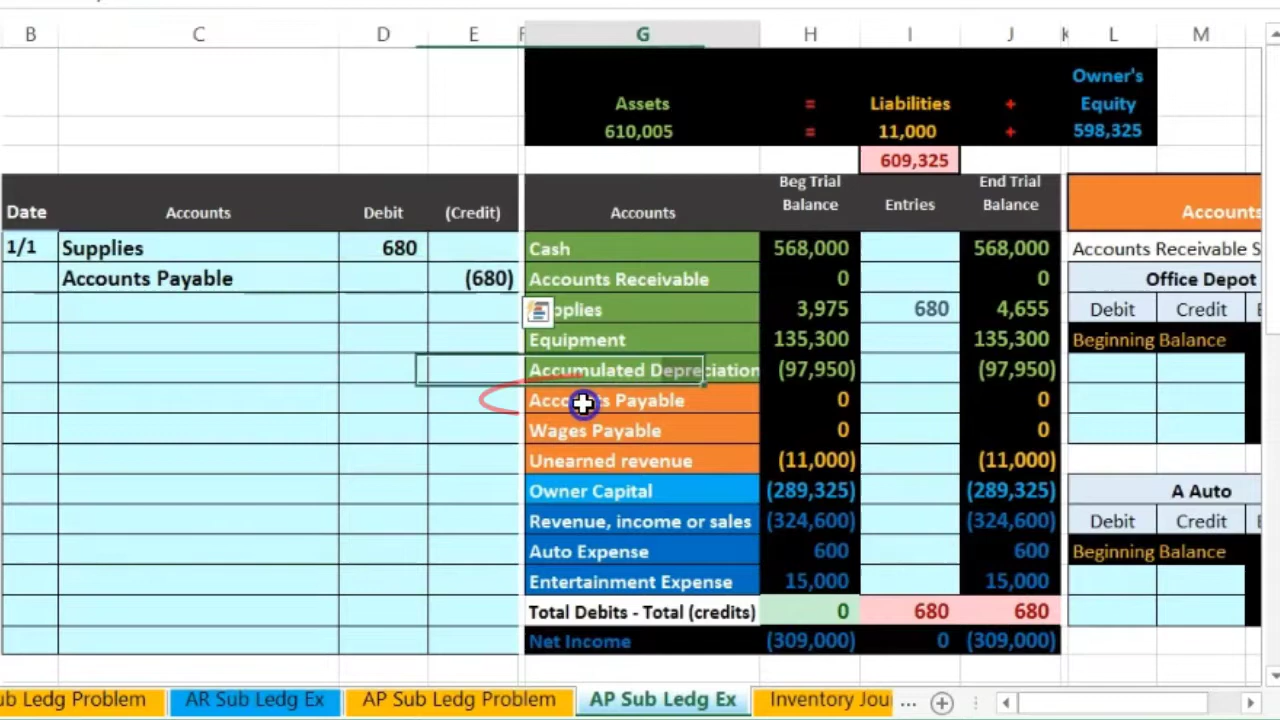 B C D E F G H I J K L M
Owner's
Assets = Liabilities + Equity
610,005 = 11,000 + 598,325
609,325
Date Accounts Debit (Credit) Accounts Beg Trial Balance Entries End Trial Balance Accounts
1/1 Supplies 680 Cash 568,000 568,000 Accounts Receivable S
Accounts Payable (680) Accounts Receivable 0 0 Office Depot
pplies 3,975 680 4,655 Debit Credit
Equipment 135,300 135,300 Beginning Balance
Accumulated Depreciation (97,950) (97,950)
Accounts Payable 0 0
Wages Payable 0 0
Unearned revenue (11,000) (11,000)
Owner Capital (289,325) (289,325) A Auto
Revenue, income or sales (324,600) (324,600) Debit Credit
Auto Expense 600 600 Beginning Balance
Entertainment Expense 15,000 15,000
Total Debits - Total (credits) 0 680 680
Net Income (309,000) 0 (309,000)
ub Ledg Problem AR Sub Ledg Ex AP Sub Ledg Problem AP Sub Ledg Ex Inventory Jou ...